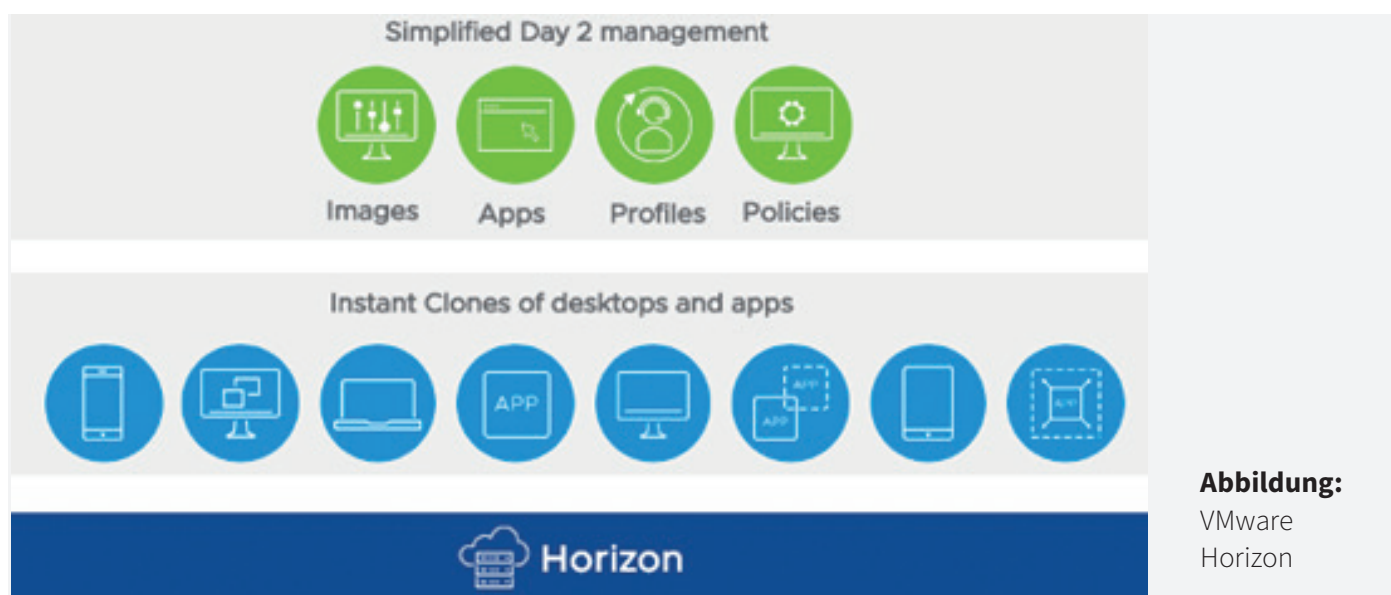 Simplified Day 2 management
Images Apps Profiles Policies
Instant Clones of desktops and apps
APP APP APP APP
Horizon
Abbildung:
VMware
Horizon